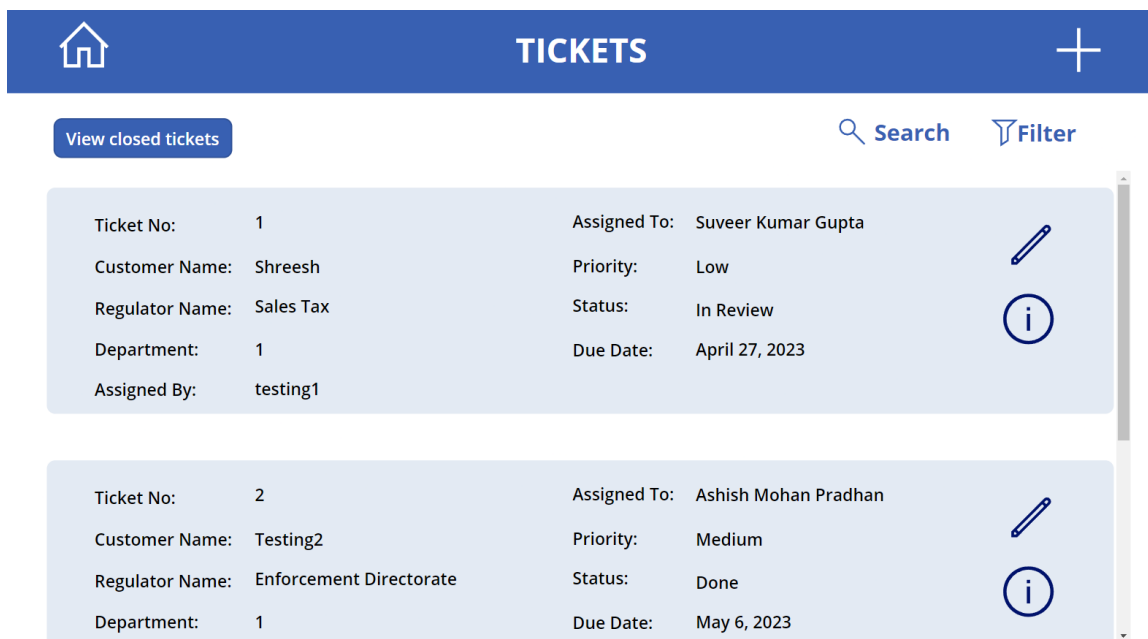 TICKETS
View closed tickets
Search
Filter
Ticket No: 1
Assigned To: Suveer Kumar Gupta
Customer Name: Shreesh
Priority: Low
Regulator Name: Sales Tax
Status: In Review
Department: 1
Due Date: April 27, 2023
Assigned By: testing1
Ticket No: 2
Assigned To: Ashish Mohan Pradhan
Customer Name: Testing2
Priority: Medium
Regulator Name: Enforcement Directorate
Status: Done
Department: 1
Due Date: May 6, 2023